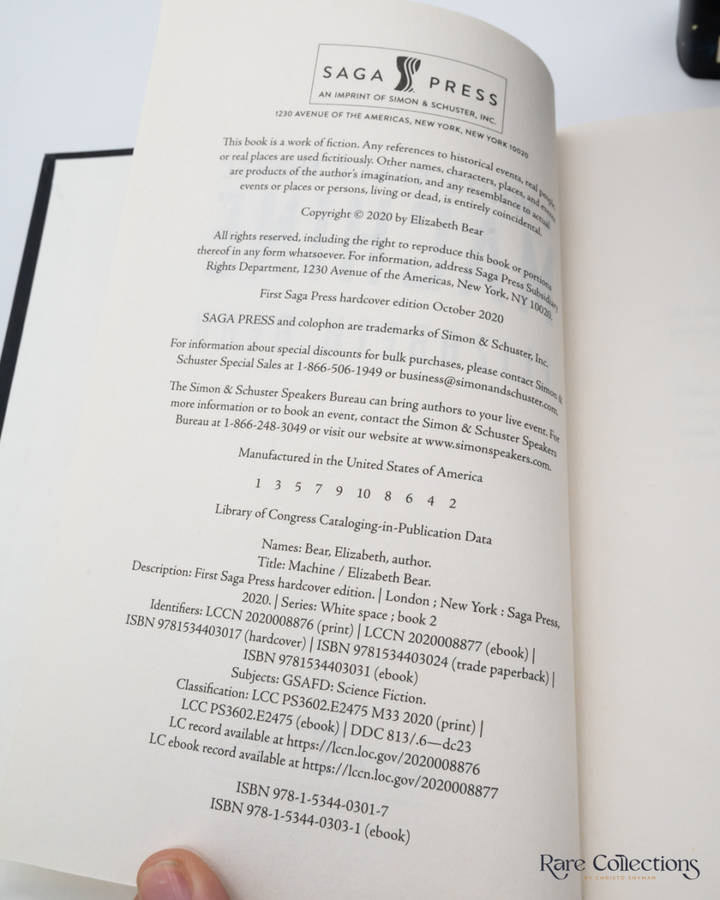 SAGA PRESS
AN IMPRINT OF SIMON & SCHUSTER, INC.
1230 AVENUE OF THE AMERICAS, NEW YORK, NEW YORK 10020
This book is a work of fiction. Any references to historical events, real people,
or real places are used fictitiously. Other names, characters, places, and events
are products of the author's imagination, and any resemblance to actual
events or places or persons, living or dead, is entirely coincidental.
Copyright © 2020 by Elizabeth Bear
All rights reserved, including the right to reproduce this book or portions
thereof in any form whatsoever. For information, address Saga Press Subsidiary
Rights Department, 1230 Avenue of the Americas, New York, NY 10020.
First Saga Press hardcover edition October 2020
SAGA PRESS and colophon are trademarks of Simon & Schuster, Inc.
For information about special discounts for bulk purchases, please contact Simon &
Schuster Special Sales at 1-866-506-1949 or business@simonandschuster.com.
The Simon & Schuster Speakers Bureau can bring authors to your live event. For
more information or to book an event, contact the Simon & Schuster Speakers
Bureau at 1-866-248-3049 or visit our website at www.simonspeakers.com.
Manufactured in the United States of America
1 3 5 7 9 10 8 6 4 2
Library of Congress Cataloging-in-Publication Data
Names: Bear, Elizabeth, author.
Title: Machine / Elizabeth Bear.
Description: First Saga Press hardcover edition. | London ; New York : Saga Press,
2020. | Series: White space ; book 2
Identifiers: LCCN 2020008876 (print) | LCCN 2020008877 (ebook) |
ISBN 9781534403017 (hardcover) | ISBN 9781534403024 (trade paperback) |
ISBN 9781534403031 (ebook)
Subjects: GSAFD: Science Fiction.
Classification: LCC PS3602.E2475 M33 2020 (print) |
LCC PS3602.E2475 (ebook) | DDC 813/.6—dc23
LC record available at https://lccn.loc.gov/2020008876
LC ebook record available at https://lccn.loc.gov/2020008877
ISBN 978-1-5344-0301-7
ISBN 978-1-5344-0303-1 (ebook)
Rare Collections
BY CHRISTO SNYMAN